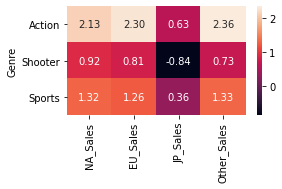 Genre
Action 2.13 2.30 0.63 2.36
Shooter 0.92 0.81 -0.84 0.73
Sports 1.32 1.26 0.36 1.33
NA_Sales EU_Sales JP_Sales Other_Sales
2
1
0